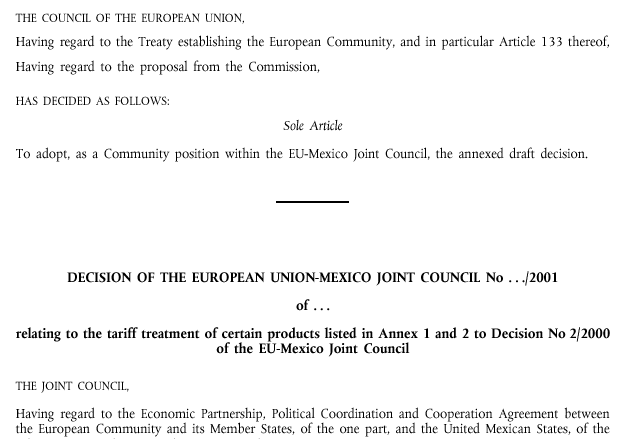 THE COUNCIL OF THE EUROPEAN UNION,
Having regard to the Treaty establishing the European Community, and in particular Article 133 thereof,
Having regard to the proposal from the Commission,
HAS DECIDED AS FOLLOWS:
Sole Article
To adopt, as a Community position within the EU-Mexico Joint Council, the annexed draft decision.
DECISION OF THE EUROPEAN UNION-MEXICO JOINT COUNCIL No . . ./2001
of . . .
relating to the tariff treatment of certain products listed in Annex 1 and 2 to Decision No 2/2000
of the EU-Mexico Joint Council
THE JOINT COUNCIL,
Having regard to the Economic Partnership, Political Coordination and Cooperation Agreement between
the European Community and its Member States, of the one part, and the United Mexican States, of the